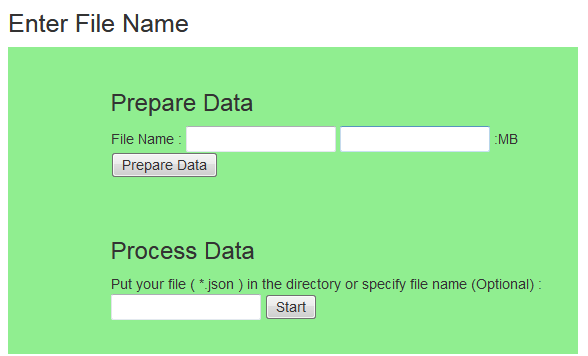 Enter File Name
Prepare Data
File Name : :MB
Prepare Data
Process Data
Put your file ( *.json ) in the directory or specify file name (Optional) :
Start